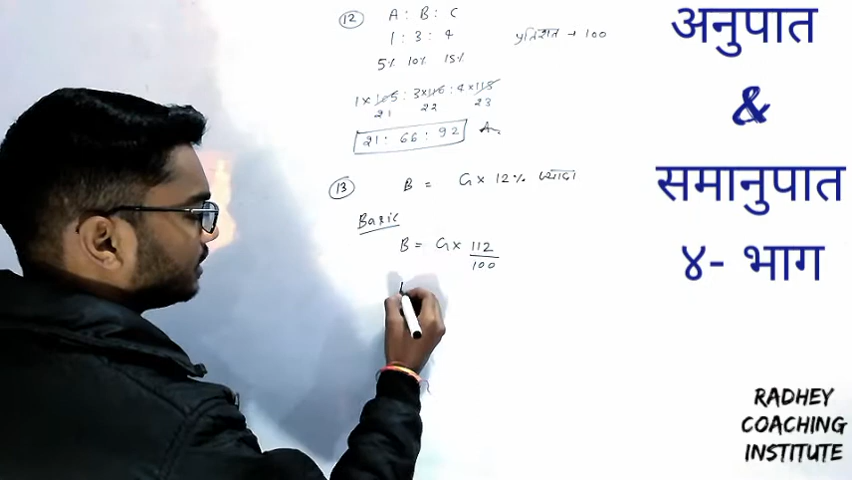 12 A : B : C
1 : 3 : 4 प्रतिशत → 100
5% 10% 15%
1 × 105 : 3 × 110 : 4 × 115
21 22 23
21 : 66 : 92 Ans
13 B = G × 12% ज्यादा
Basic
B = G × 112
100
अनुपात
&
समानुपात
४- भाग
RADHEY
COACHING
INSTITUTE